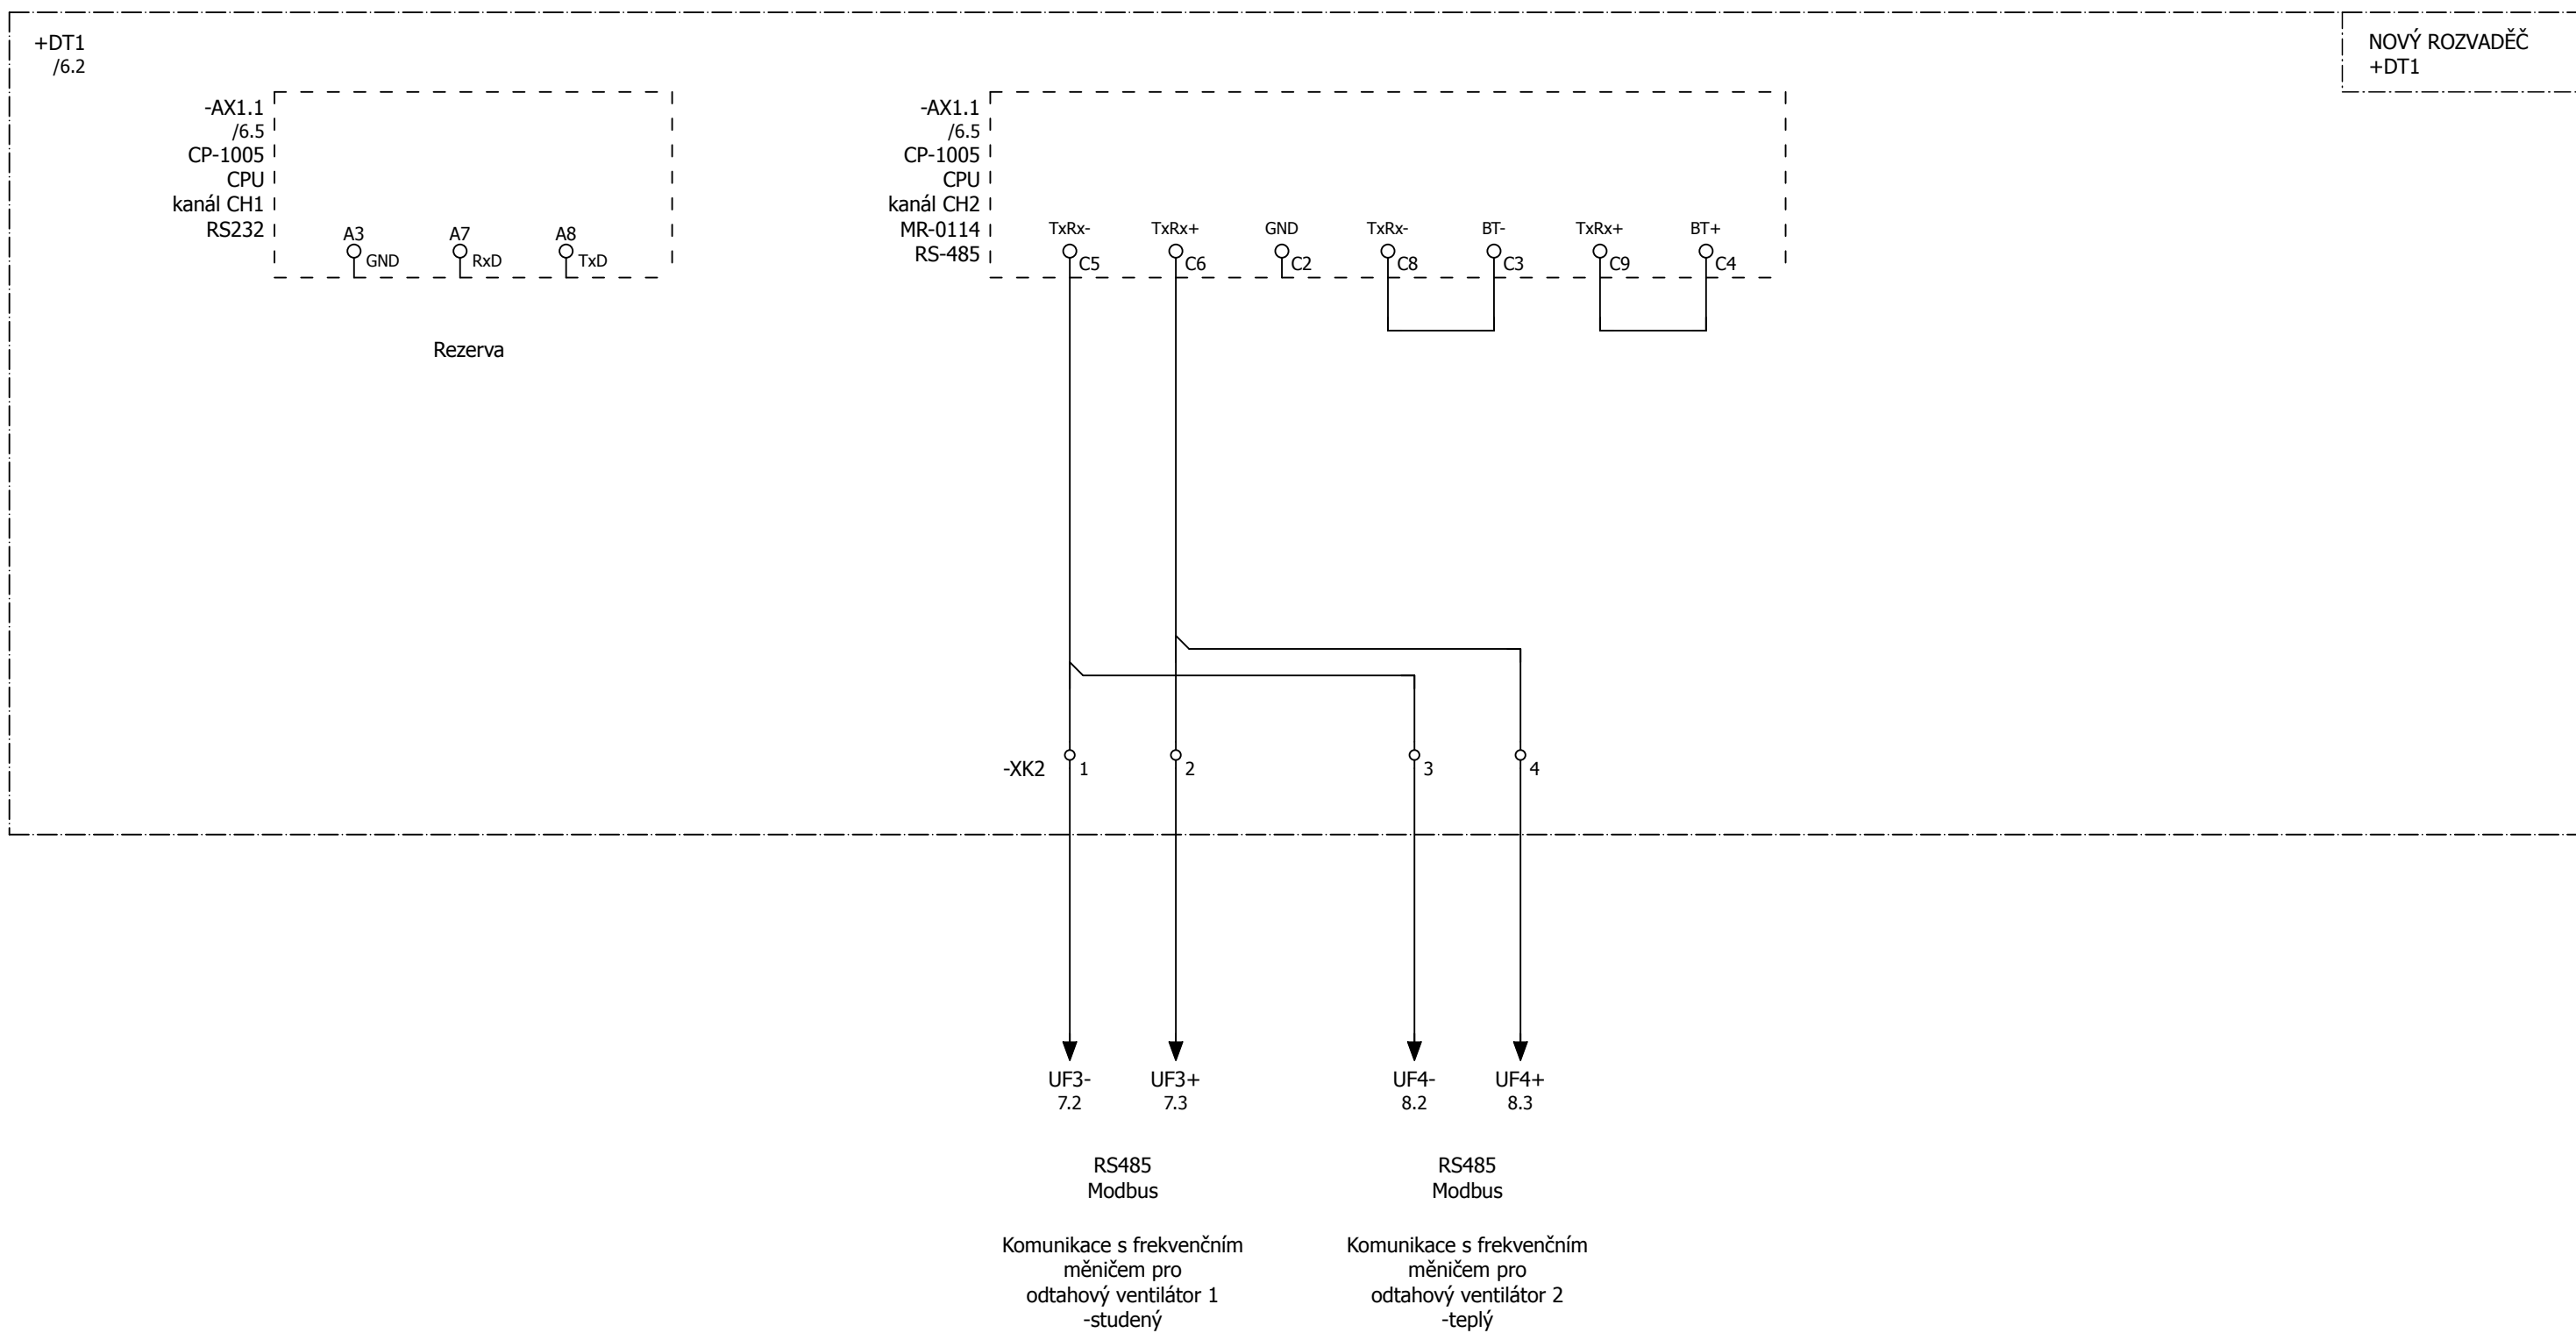 +DT1
/6.2
NOVÝ ROZVADĚČ
+DT1
-AX1.1
/6.5
CP-1005
CPU
kanál CH1
RS232
A3
GND
A7
RxD
A8
TxD
Rezerva
-AX1.1
/6.5
CP-1005
CPU
kanál CH2
MR-0114
RS-485
TxRx-
C5
TxRx+
C6
GND
C2
TxRx-
C8
BT-
C3
TxRx+
C9
BT+
C4
-XK2
1
2
3
4
UF3-
7.2
UF3+
7.3
UF4-
8.2
UF4+
8.3
RS485
Modbus
Komunikace s frekvenčním
měničem pro
odtahový ventilátor 1
-studený
RS485
Modbus
Komunikace s frekvenčním
měničem pro
odtahový ventilátor 2
-teplý